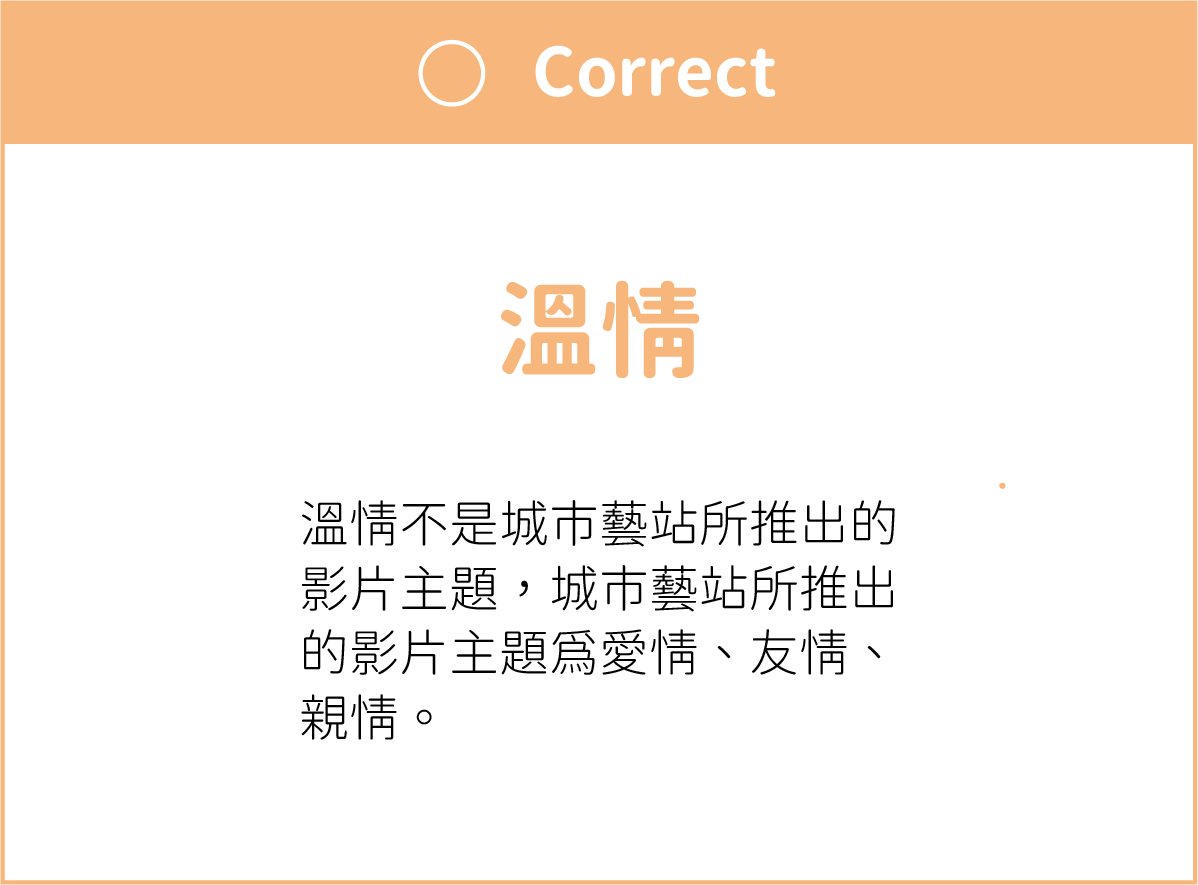 Correct
溫情
溫情不是城市藝站所推出的
影片主題，城市藝站所推出
的影片主題爲愛情、友情、
親情。